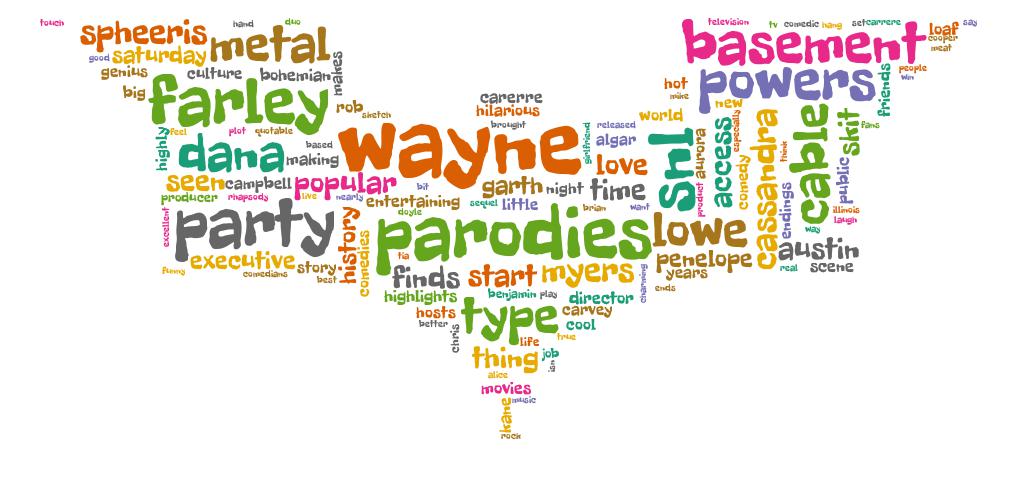 touch
spheeris
hand
duo
television
tv
comedic
hang
set
carrere
say
good
saturday
metal
basement
loaf
cooper
meat
genius
culture
bohemian
makes
hot
powers
friends
people
win
big
farley
rob
sketch
carerre
hilarious
mike
new
cable
skit
fans
brought
world
highly
feel
plot
quotable
wayne
girlfriend
released
algar
snl
aurora
access
especially
cassandra
think
dana
based
making
love
comedy
public
seen
campbell
popular
bit
garth
night
time
product
endings
producer
rhapsody
live
nearly
entertaining
sequel
little
brian
want
excellent
party
history
doyle
parodies
lowe
illinois
laugh
way
austin
executive
story
comedies
tia
penelope
real
scene
funny
comedians
best
finds
start
myers
charming
years
ends
highlights
benjamin
play
director
hosts
type
carvey
better
chris
cool
life
true
thing
job
isn
alice
movies
kane
music
rock